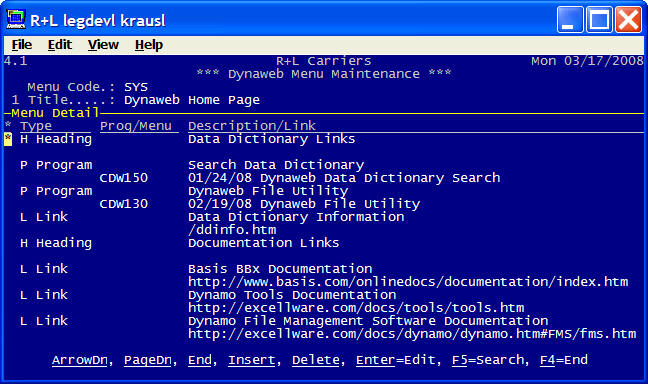 R+L legdevl krausl
File Edit View Help
4.1 R+L Carriers Mon 03/17/2008
*** Dynaweb Menu Maintenance ***
Menu Code.: SYS
1 Title.....: Dynaweb Home Page
Menu Detail
* Type Prog/Menu Description/Link
* H Heading Data Dictionary Links
P Program Search Data Dictionary
CDW150 01/24/08 Dynaweb Data Dictionary Search
P Program Dynaweb File Utility
CDW130 02/19/08 Dynaweb File Utility
L Link Data Dictionary Information
/ddinfo.htm
H Heading Documentation Links
L Link Basis BBx Documentation
http://www.basis.com/onlinedocs/documentation/index.htm
L Link Dynamo Tools Documentation
http://excellware.com/docs/tools/tools.htm
L Link Dynamo File Management Software Documentation
http://excellware.com/docs/dynamo/dynamo.htm#FMS/fms.htm
ArrowDn, PageDn, End, Insert, Delete, Enter=Edit, F5=Search, F4=End